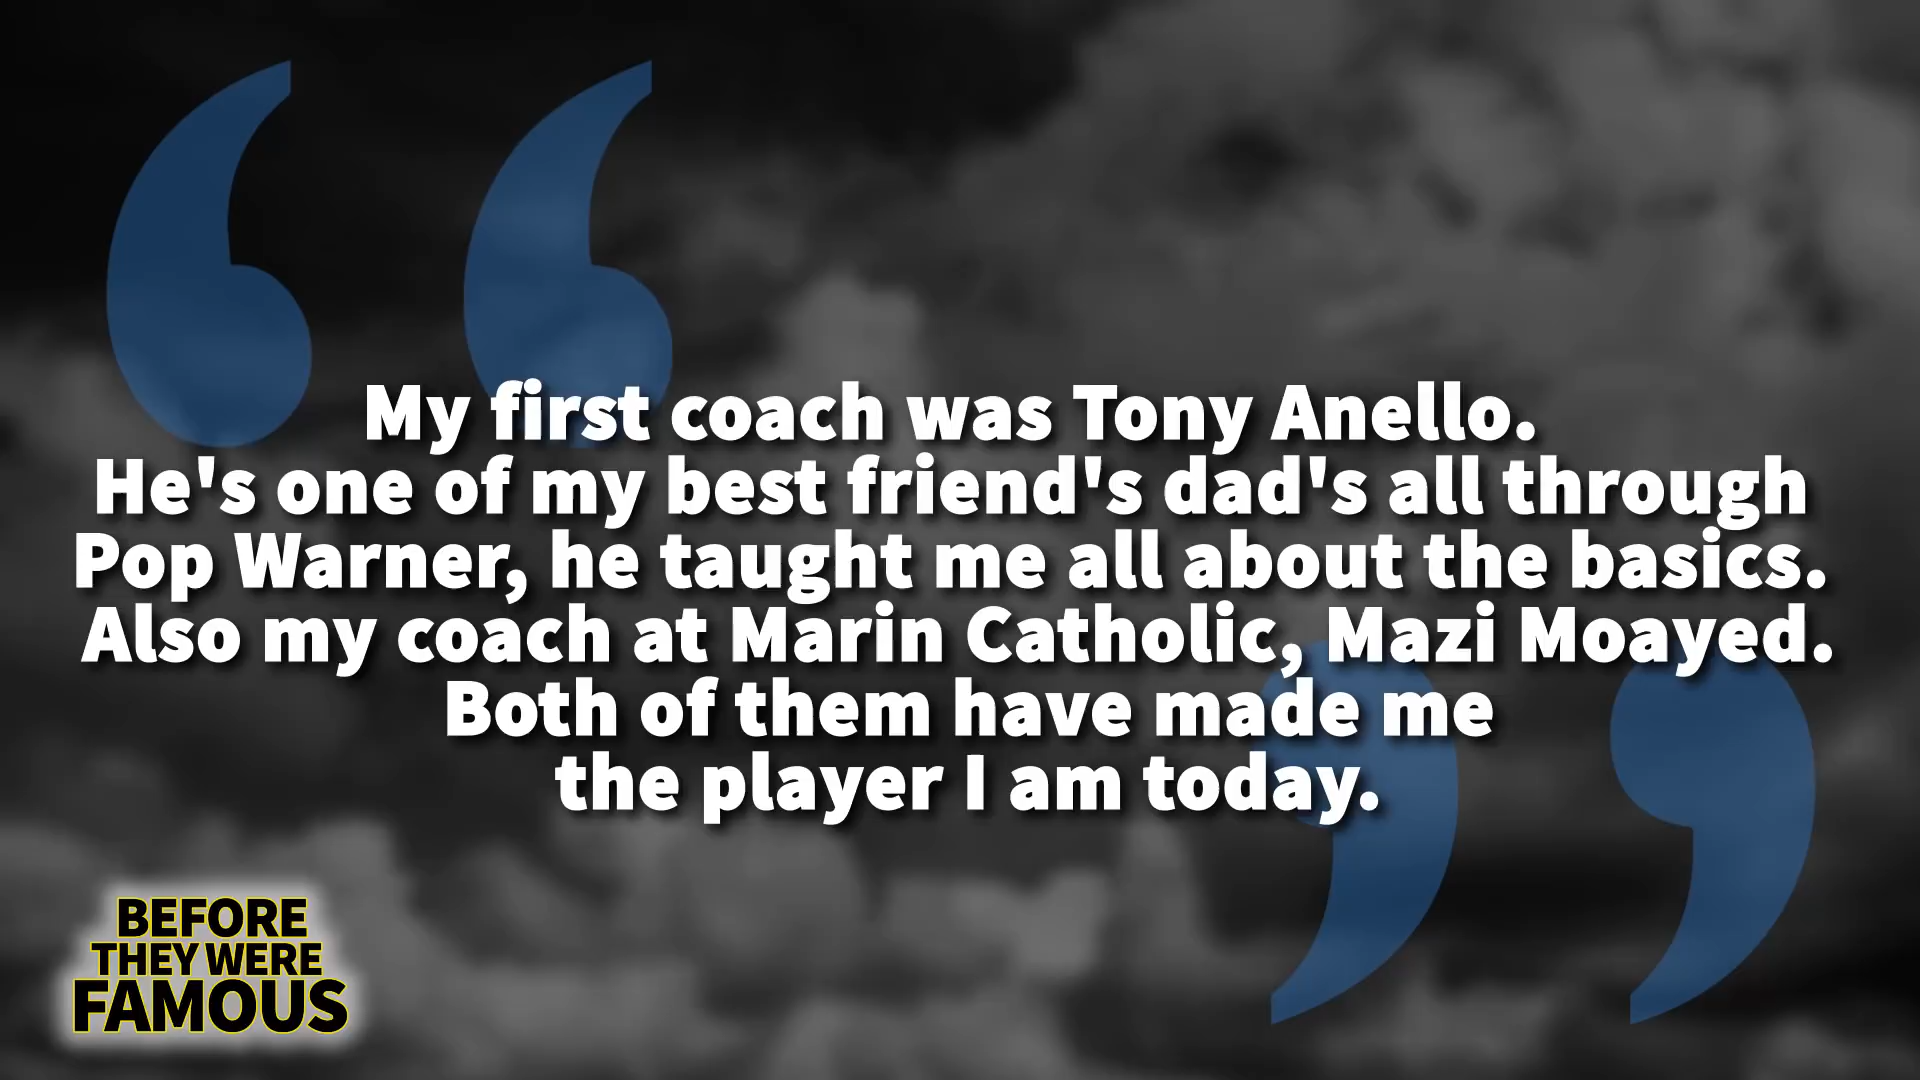 My first coach was Tony Anello.
He's one of my best friend's dad's all through
Pop Warner, he taught me all about the basics.
Also my coach at Marin Catholic, Mazi Moayed.
Both of them have made me
the player I am today.
BEFORE
THEY WERE
FAMOUS